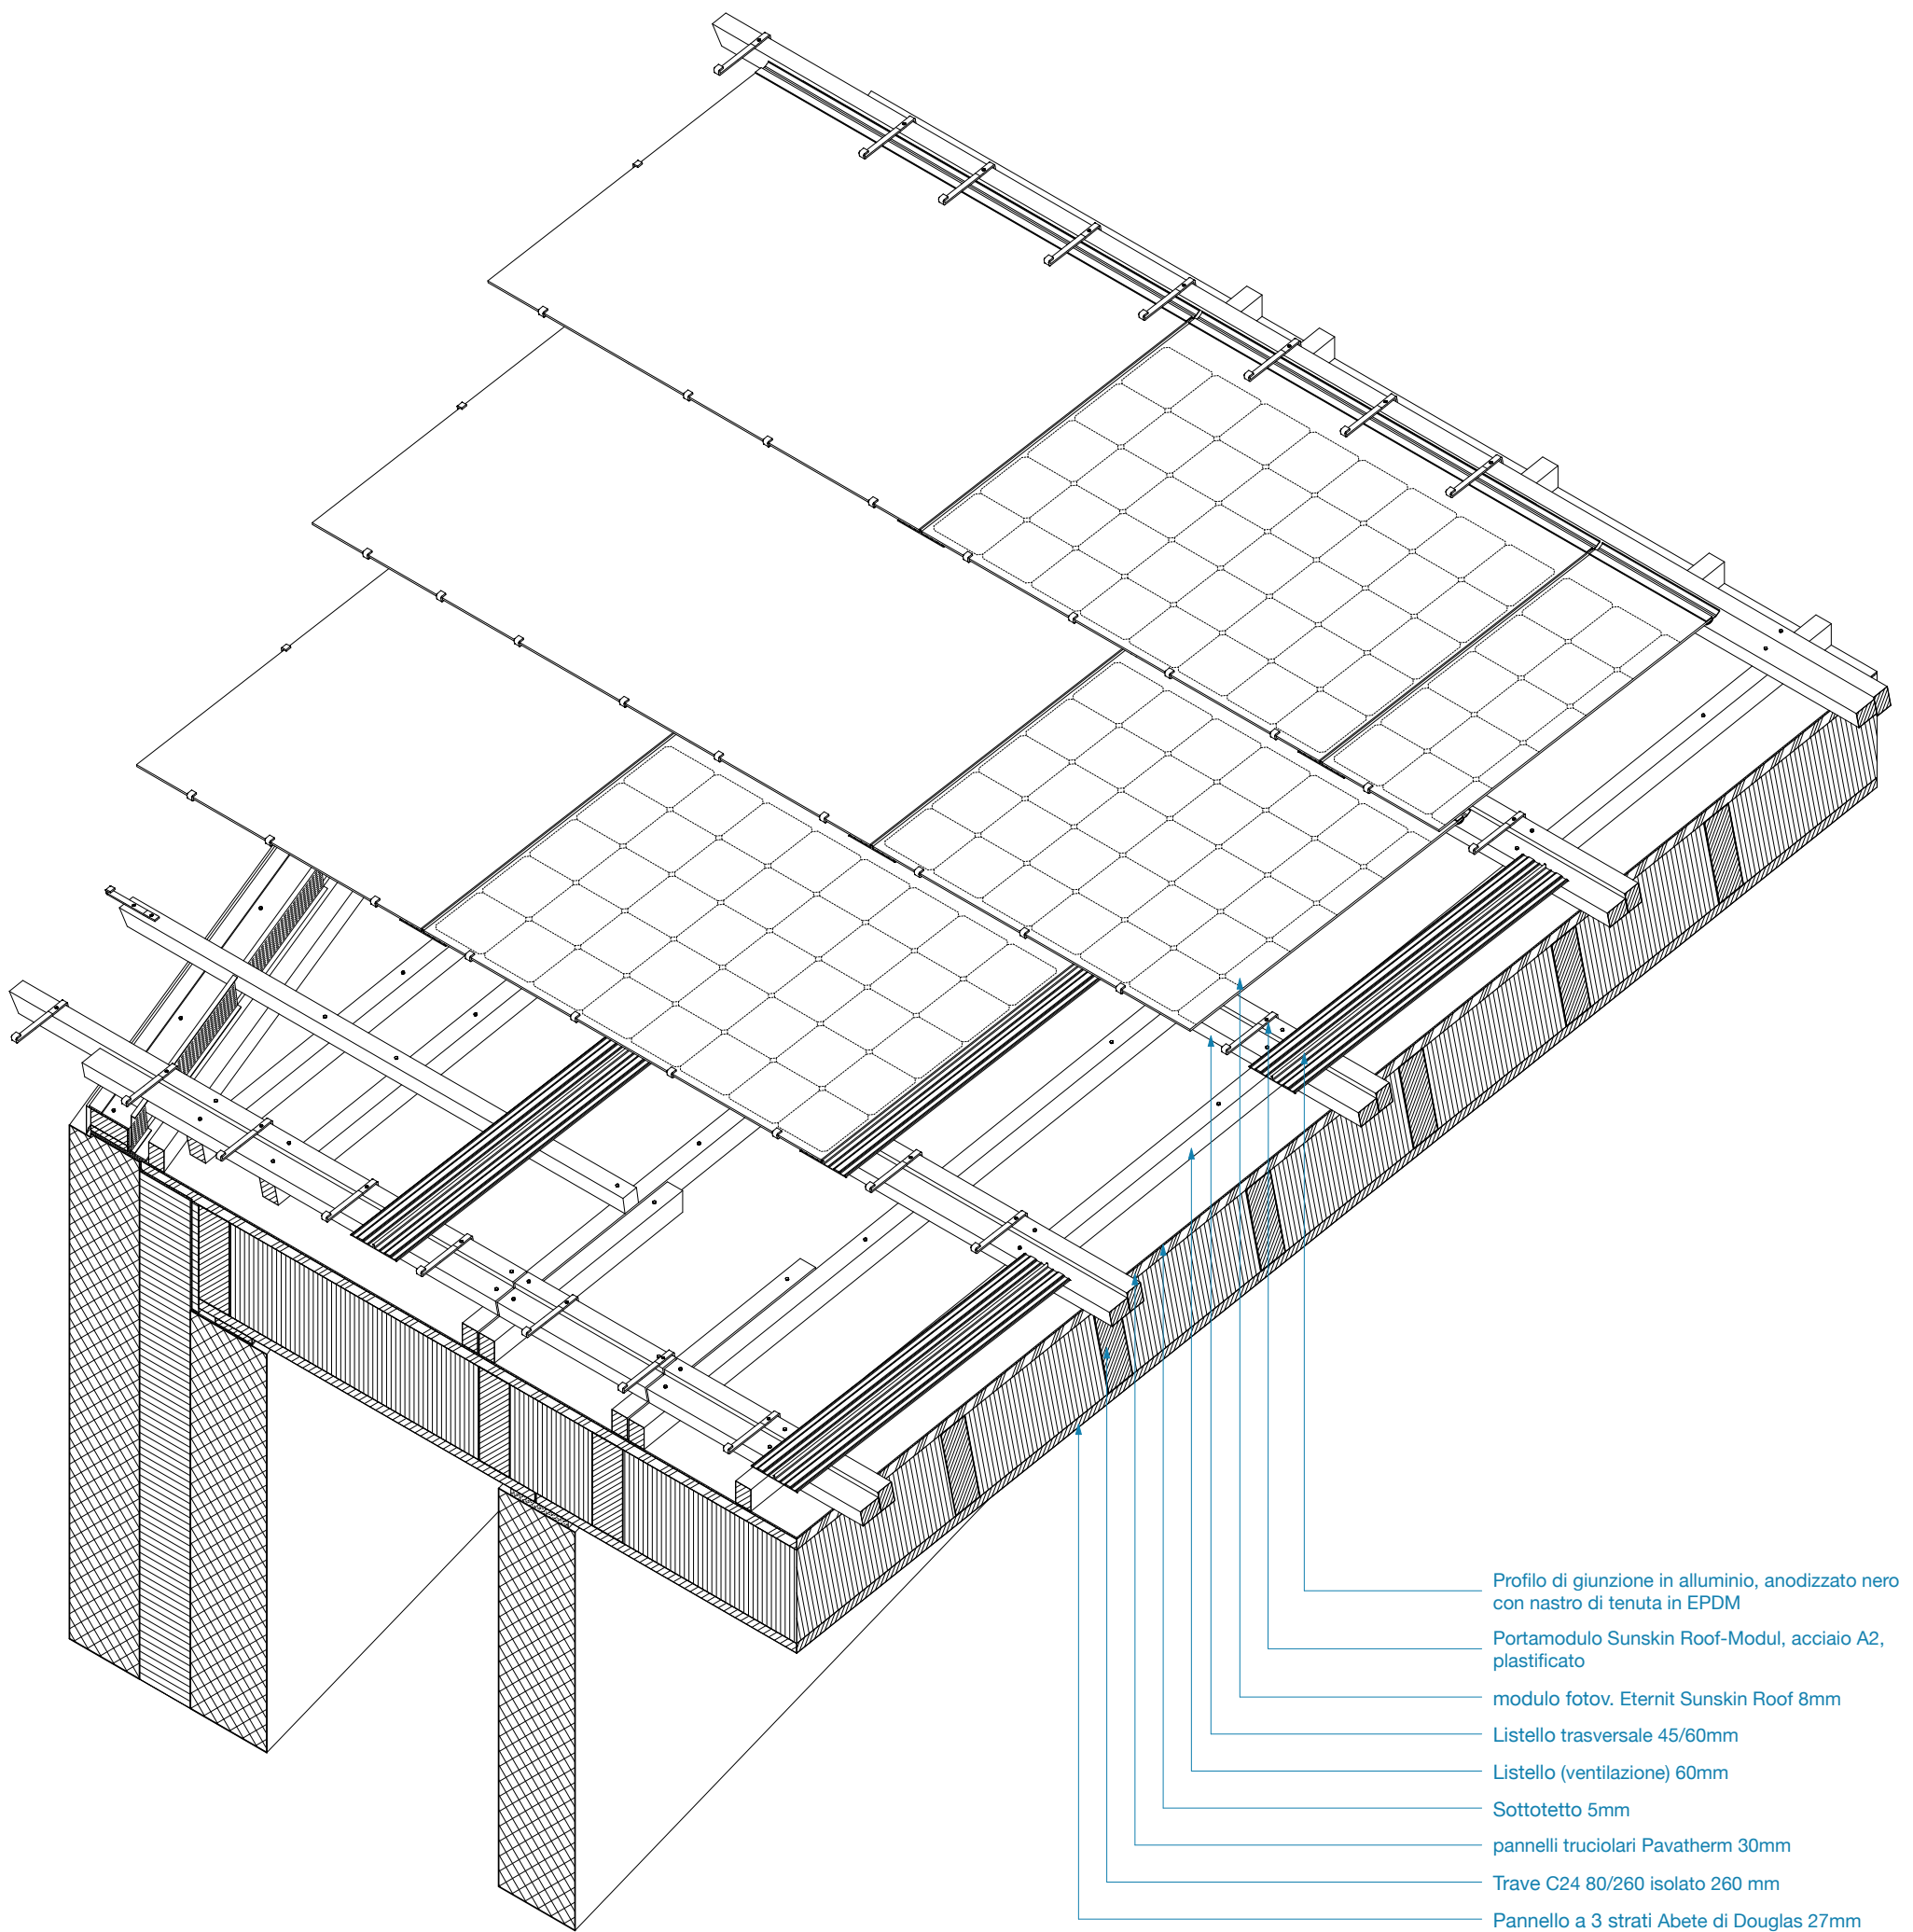 Profilo di giunzione in alluminio, anodizzato nero
con nastro di tenuta in EPDM
Portamodulo Sunskin Roof-Modul, acciaio A2,
plastificato
modulo fotov. Eternit Sunskin Roof 8mm
Listello trasversale 45/60mm
Listello (ventilazione) 60mm
Sottotetto 5mm
pannelli truciolari Pavatherm 30mm
Trave C24 80/260 isolato 260 mm
Pannello a 3 strati Abete di Douglas 27mm